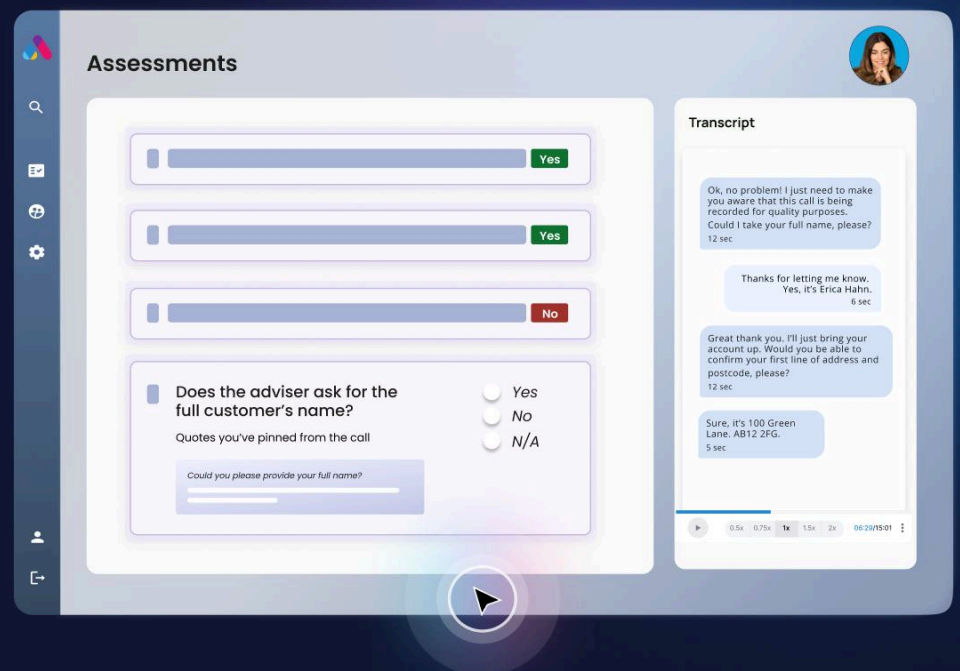 Assessments
Yes
Yes
No
Does the adviser ask for the
full customer's name?
Quotes you've pinned from the call
Could you please provide your full name?
Yes
No
N/A
Transcript
Ok, no problem! I just need to make
you aware that this call is being
recorded for quality purposes.
Could I take your full name, please?
12 sec
Thanks for letting me know.
Yes, it's Erica Hahn.
6 sec
Great thank you. I'll just bring your
account up. Would you be able to
confirm your first line of address and
postcode, please?
12 sec
Sure, it's 100 Green
Lane. AB12 2FG.
5 sec
0.5x 0.75x 1x 1.5x 2x 06:29/15:01